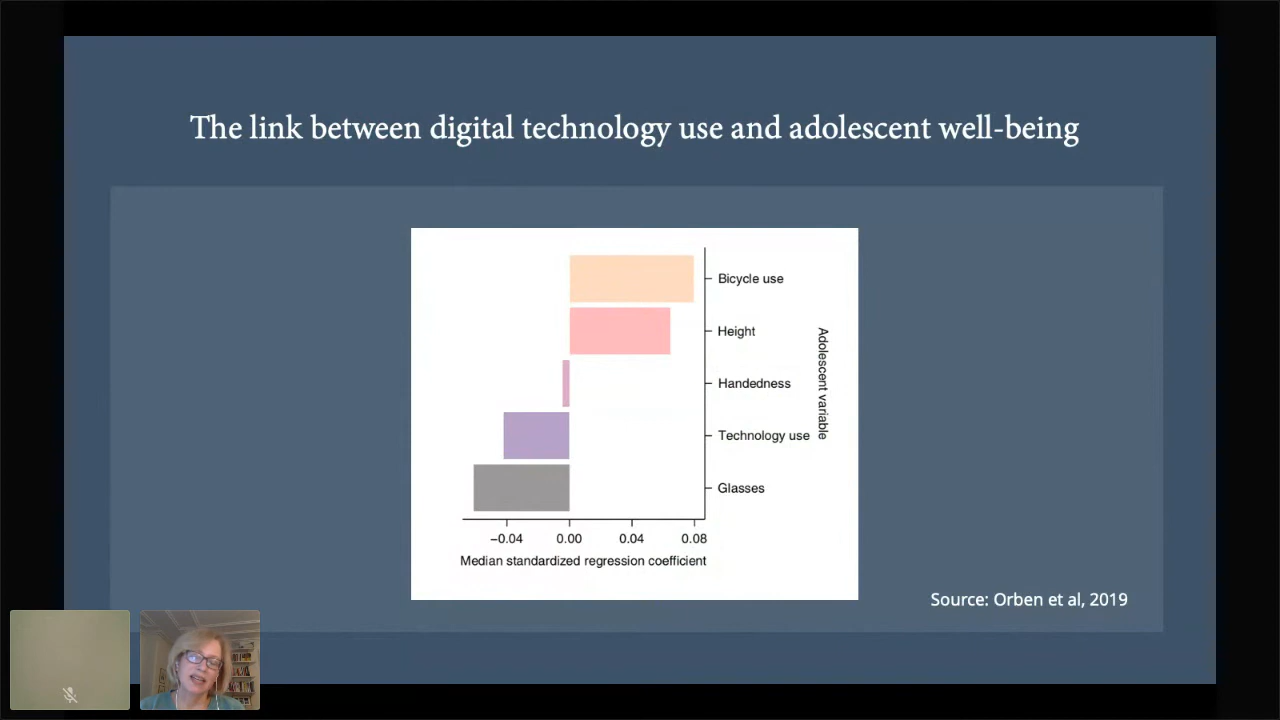 The link between digital technology use and adolescent well-being
Bicycle use
Height
Handedness
Technology use
Glasses
Adolescent variable
−0.04 0.00 0.04 0.08
Median standardized regression coefficient
Source: Orben et al, 2019